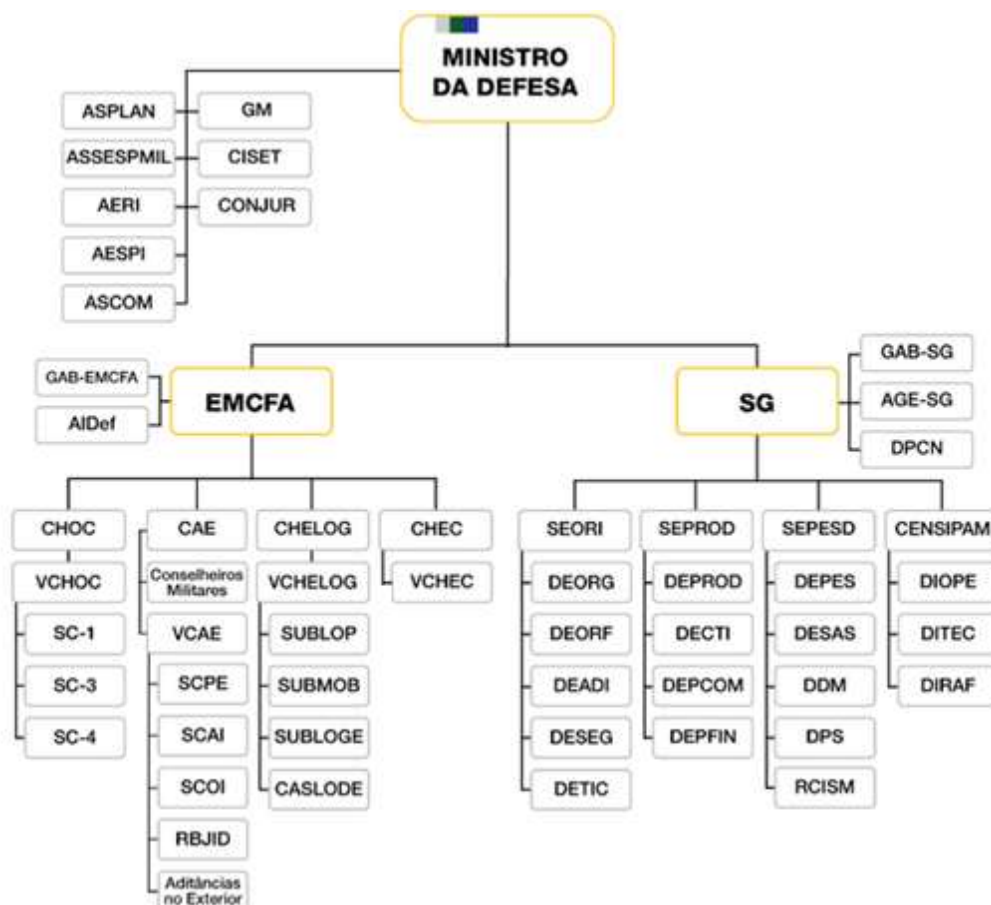 MINISTRO
DA DEFESA
ASPLAN
GM
ASSESPMIL
CISET
AERI
CONJUR
AESPI
ASCOM
GAB-EMCFA
AIDef
EMCFA
SG
GAB-SG
AGE-SG
DPCN
CHOC
VCHOC
SC-1
SC-3
SC-4
CAE
Conselheiros
Militares
VCAE
SCPE
SCAI
SCOI
RBJID
Aditâncias
no Exterior
CHELOG
VCHELOG
SUBLOP
SUBMOB
SUBLOGE
CASLODE
CHEC
VCHEC
SEORI
DEORG
DEORF
DEADI
DESEG
DETIC
SEPROD
DEPROD
DECTI
DEPCOM
DEPFIN
SEPESD
DEPES
DESAS
DDM
DPS
RCISM
CENSIPAM
DIOPE
DITEC
DIRAF